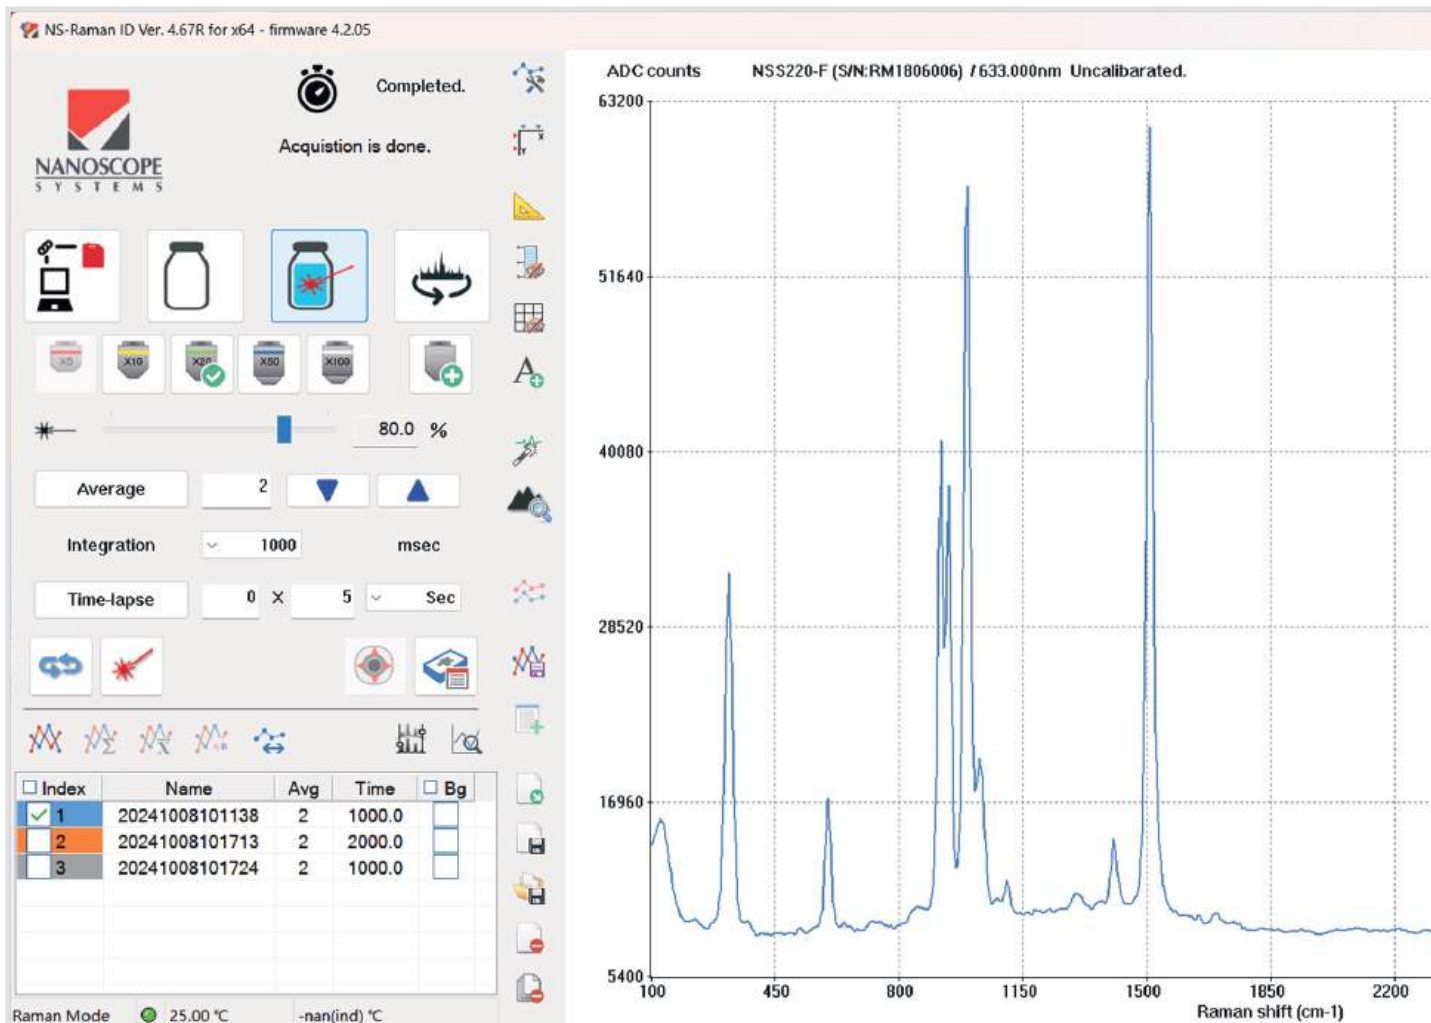 NS-Raman ID Ver. 4.67R for x64 - firmware 4.2.05
Completed.
Acquistion is done.
NANOSCOPE
SYSTEMS
X5
X10
X20
X50
X100
80.0 %
Average 2
Integration 1000 msec
Time-lapse 0 X 5 Sec
Index Name Avg Time Bg
1 20241008101138 2 1000.0
2 20241008101713 2 2000.0
3 20241008101724 2 1000.0
Raman Mode 25.00 °C -nan(ind) °C
ADC counts NSS220-F (S/N:RM1806006) / 633.000nm Uncalibarated.
63200
51640
40080
28520
16960
5400
100 450 800 1150 1500 1850 2200
Raman shift (cm-1)